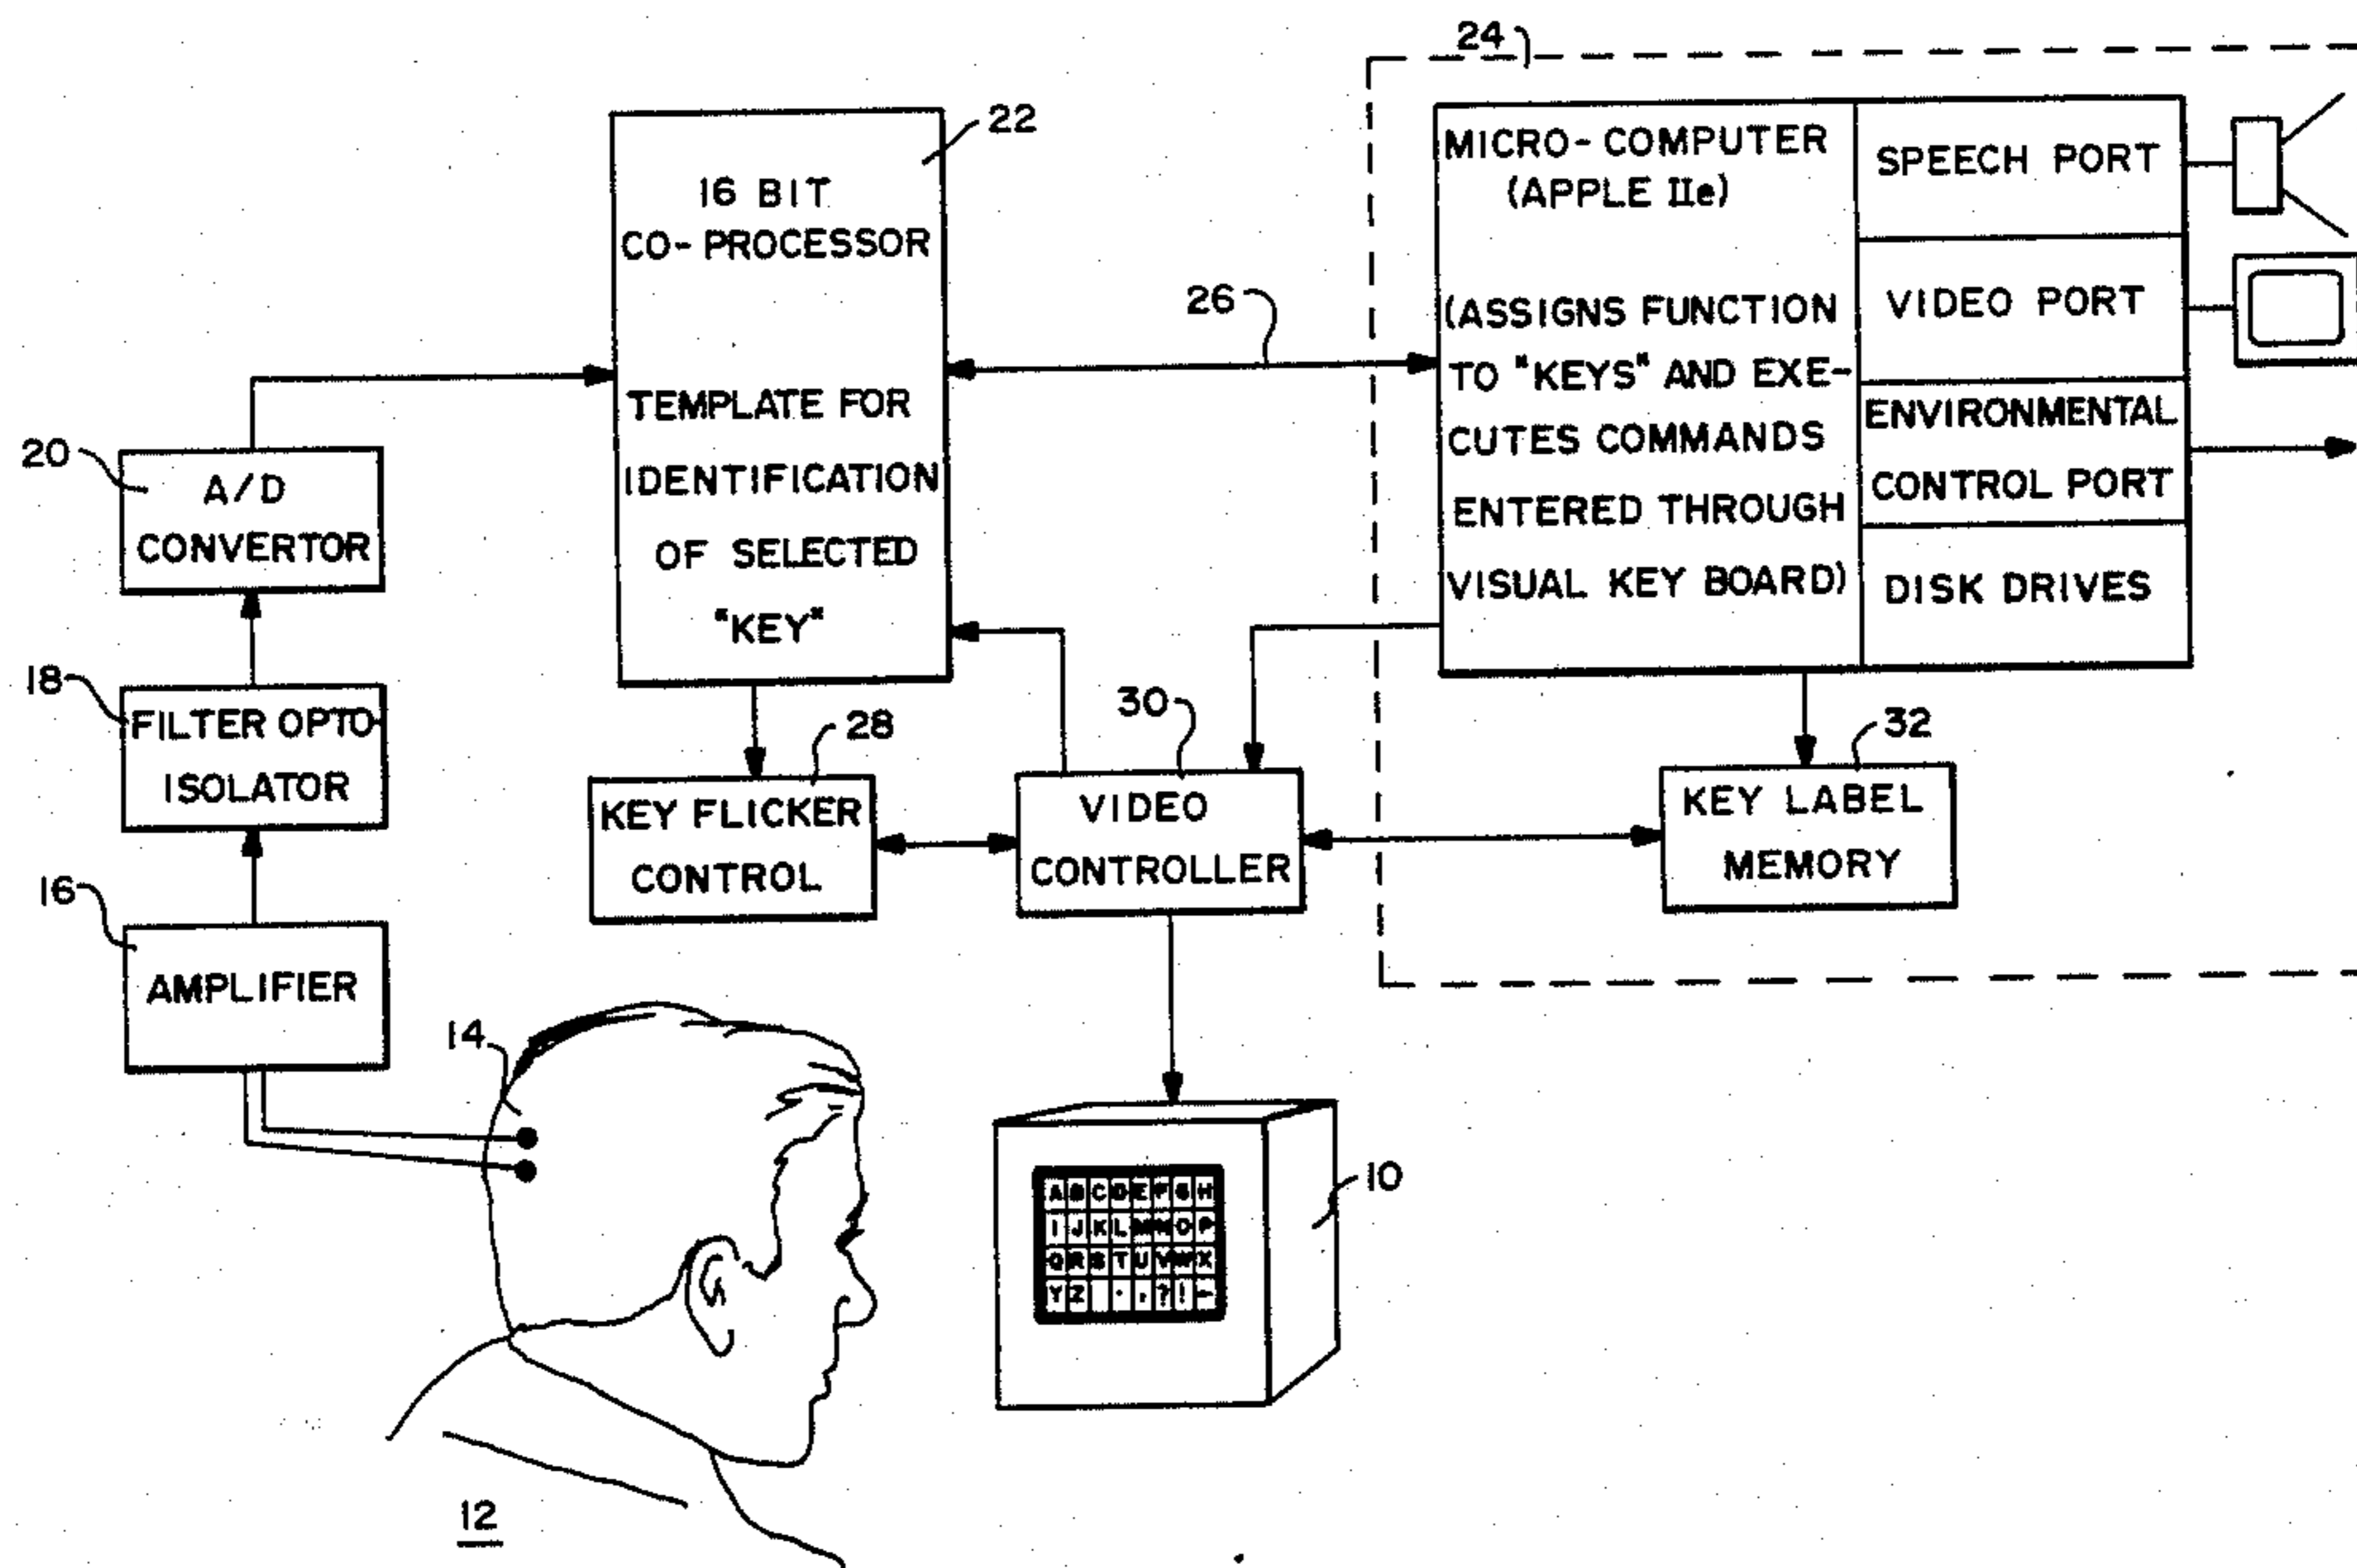 24
22
16 BIT
CO-PROCESSOR
TEMPLATE FOR
IDENTIFICATION
OF SELECTED
"KEY"
26
MICRO-COMPUTER
(APPLE IIe)
(ASSIGNS FUNCTION
TO "KEYS" AND EXE-
CUTES COMMANDS
ENTERED THROUGH
VISUAL KEY BOARD)
SPEECH PORT
VIDEO PORT
ENVIRONMENTAL
CONTROL PORT
DISK DRIVES
20
A/D
CONVERTOR
18
FILTER OPTO-
ISOLATOR
16
AMPLIFIER
28
KEY FLICKER
CONTROL
30
VIDEO
CONTROLLER
32
KEY LABEL
MEMORY
14
10
A B C D E F G H
I J K L M N O P
Q R S T U V W X
Y Z . , ? ! ←
12